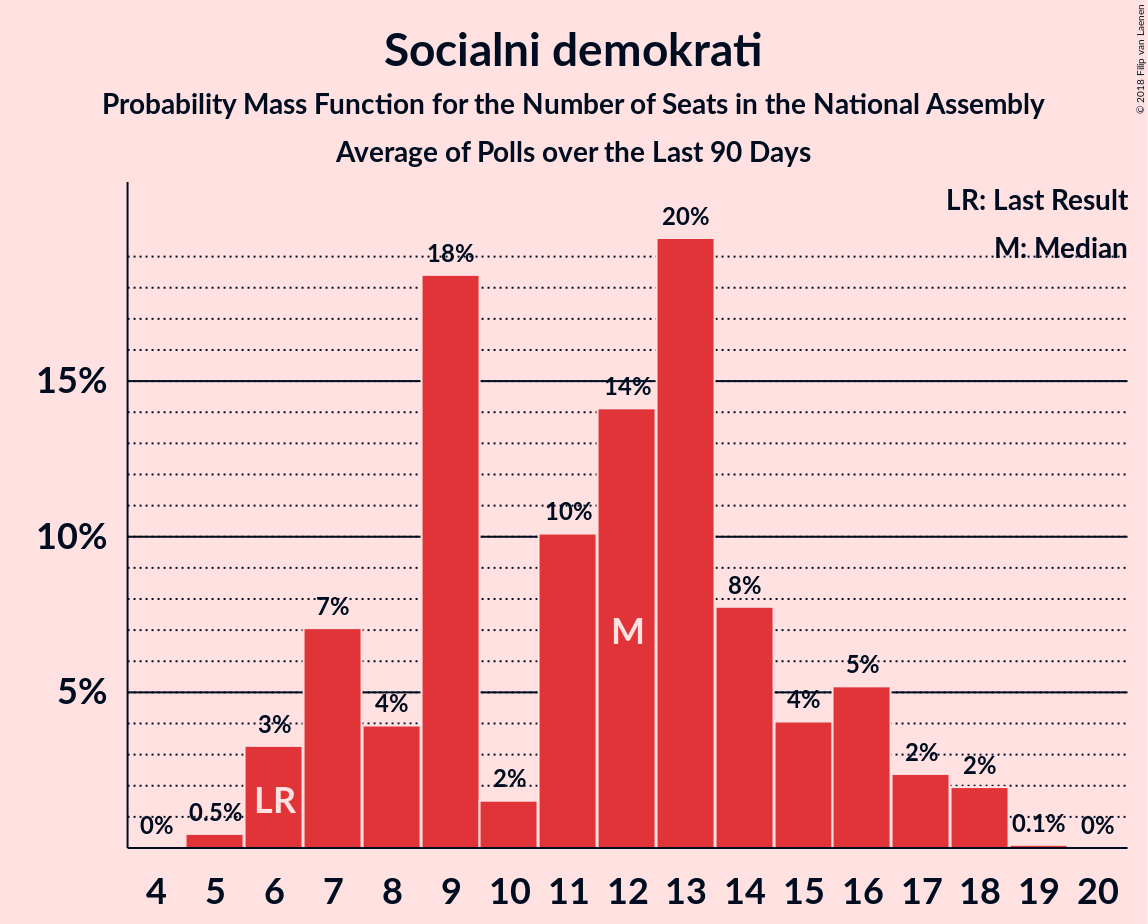 Socialni demokrati
Probability Mass Function for the Number of Seats in the National Assembly
Average of Polls over the Last 90 Days
© 2018 Filip van Laenen
LR: Last Result
M: Median
15%
10%
5%
0%
0.5%
3%
7%
4%
18%
2%
10%
14%
20%
8%
4%
5%
2%
2%
0.1%
0%
LR
M
4 5 6 7 8 9 10 11 12 13 14 15 16 17 18 19 20